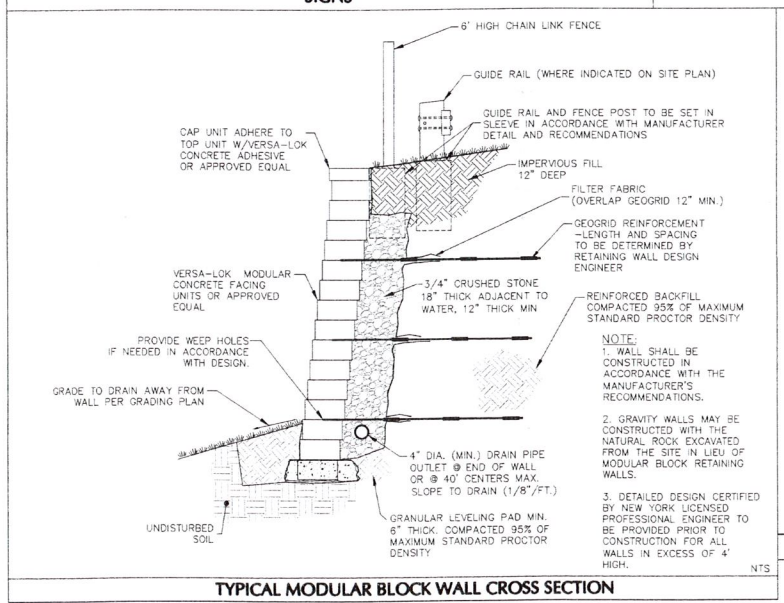 SIGNS
6' HIGH CHAIN LINK FENCE
GUIDE RAIL (WHERE INDICATED ON SITE PLAN)
GUIDE RAIL AND FENCE POST TO BE SET IN
SLEEVE IN ACCORDANCE WITH MANUFACTURER
DETAIL AND RECOMMENDATIONS
CAP UNIT ADHERE TO
TOP UNIT W/VERSA-LOK
CONCRETE ADHESIVE
OR APPROVED EQUAL
IMPERVIOUS FILL
12" DEEP
FILTER FABRIC
(OVERLAP GEOGRID 12" MIN.)
GEOGRID REINFORCEMENT
-LENGTH AND SPACING
TO BE DETERMINED BY
RETAINING WALL DESIGN
ENGINEER
VERSA-LOK MODULAR
CONCRETE FACING
UNITS OR APPROVED
EQUAL
3/4" CRUSHED STONE
18" THICK ADJACENT TO
WATER, 12" THICK MIN
REINFORCED BACKFILL
COMPACTED 95% OF MAXIMUM
STANDARD PROCTOR DENSITY
PROVIDE WEEP HOLES
IF NEEDED IN ACCORDANCE
WITH DESIGN.
GRADE TO DRAIN AWAY FROM
WALL PER GRADING PLAN
NOTE:
1. WALL SHALL BE
CONSTRUCTED IN
ACCORDANCE WITH THE
MANUFACTURER'S
RECOMMENDATIONS.
2. GRAVITY WALLS MAY BE
CONSTRUCTED WITH THE
NATURAL ROCK EXCAVATED
FROM THE SITE IN LIEU OF
MODULAR BLOCK RETAINING
WALLS.
3. DETAILED DESIGN CERTIFIED
BY NEW YORK LICENSED
PROFESSIONAL ENGINEER TO
BE PROVIDED PRIOR TO
CONSTRUCTION FOR ALL
WALLS IN EXCESS OF 4'
HIGH.
4" DIA. (MIN.) DRAIN PIPE
OUTLET @ END OF WALL
OR @ 40' CENTERS MAX.
SLOPE TO DRAIN (1/8"/FT.)
GRANULAR LEVELING PAD MIN.
6" THICK. COMPACTED 95% OF
MAXIMUM STANDARD PROCTOR
DENSITY
UNDISTURBED
SOIL
NTS
TYPICAL MODULAR BLOCK WALL CROSS SECTION